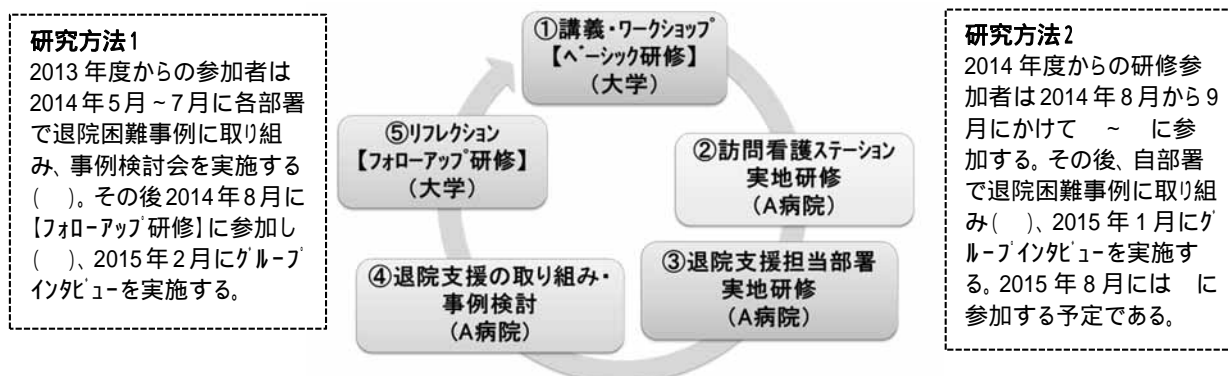 研究方法1
2013年度からの参加者は
2014年5月～7月に各部署
で退院困難事例に取り組
み、事例検討会を実施する
(　)。その後2014年8月に
【フォローアップ研修】に参加し
(　)、2015年2月にグループ
インタビューを実施する。
①講義・ワークショップ
【ベーシック研修】
(大学)
②訪問看護ステーション
実地研修
(A病院)
③退院支援担当部署
実地研修
(A病院)
④退院支援の取り組み・
事例検討
(A病院)
⑤リフレクション
【フォローアップ研修】
(大学)
研究方法2
2014年度からの研修参
加者は2014年8月から9
月にかけて　～　に参
加する。その後、自部署
で退院困難事例に取り組
み(　)、2015年1月にグ
ループインタビューを実施す
る。2015年8月には　に
参加する予定である。